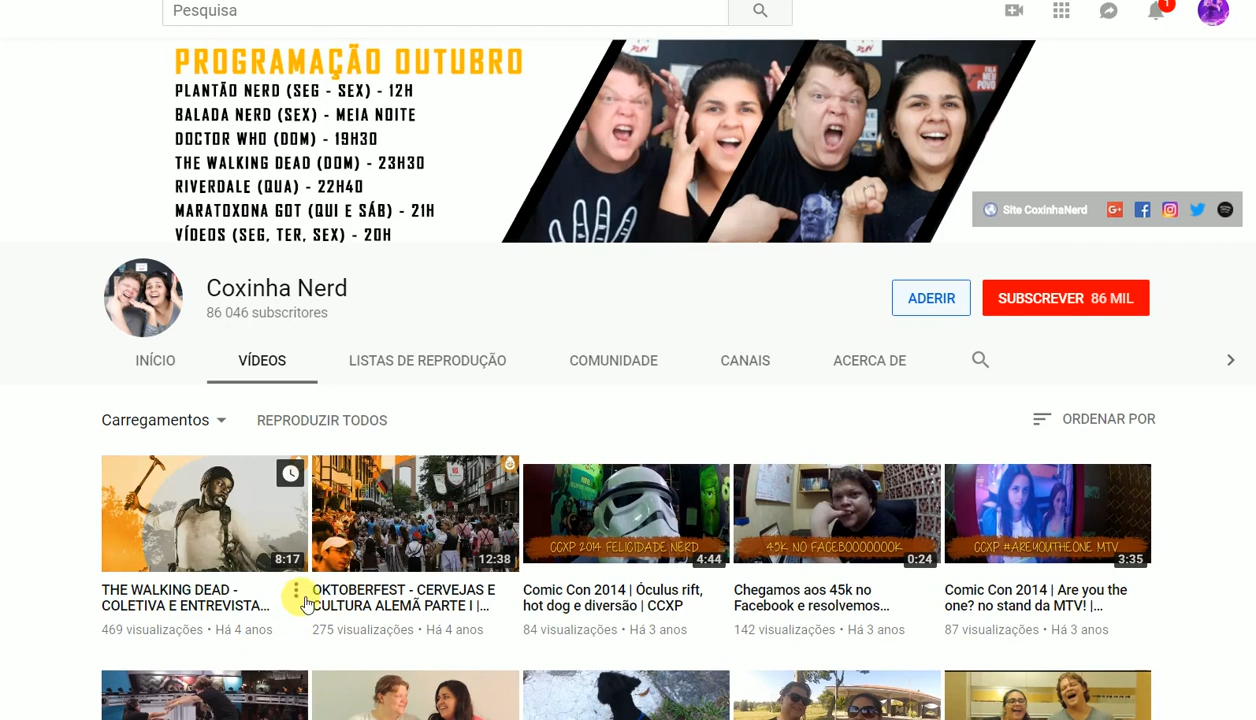 Pesquisa
1
PROGRAMAÇÃO OUTUBRO
PLANTÃO NERD (SEG - SEX) - 12H
BALADA NERD (SEX) - MEIA NOITE
DOCTOR WHO (DOM) - 19H30
THE WALKING DEAD (DOM) - 23H30
RIVERDALE (QUA) - 22H40
MARATOXONA GOT (QUI E SÁB) - 21H
VÍDEOS (SEG, TER, SEX) - 20H
FALA
MEU
POVO
Site CoxinhaNerd
Coxinha Nerd
86 046 subscritores
ADERIR
SUBSCREVER 86 MIL
INÍCIO
VÍDEOS
LISTAS DE REPRODUÇÃO
COMUNIDADE
CANAIS
ACERCA DE
Carregamentos
REPRODUZIR TODOS
ORDENAR POR
8:17
THE WALKING DEAD -
COLETIVA E ENTREVISTA...
469 visualizações • Há 4 anos
12:38
OKTOBERFEST - CERVEJAS E
CULTURA ALEMÃ PARTE I |...
275 visualizações • Há 4 anos
CCXP 2014 FELICIDADE NERD
4:44
Comic Con 2014 | Óculus rift,
hot dog e diversão | CCXP
84 visualizações • Há 3 anos
45K NO FACEBOOOOOOOK
0:24
Chegamos aos 45k no
Facebook e resolvemos...
142 visualizações • Há 3 anos
CCXP #AREYOUTHEONE MTV
3:35
Comic Con 2014 | Are you the
one? no stand da MTV! |...
87 visualizações • Há 3 anos